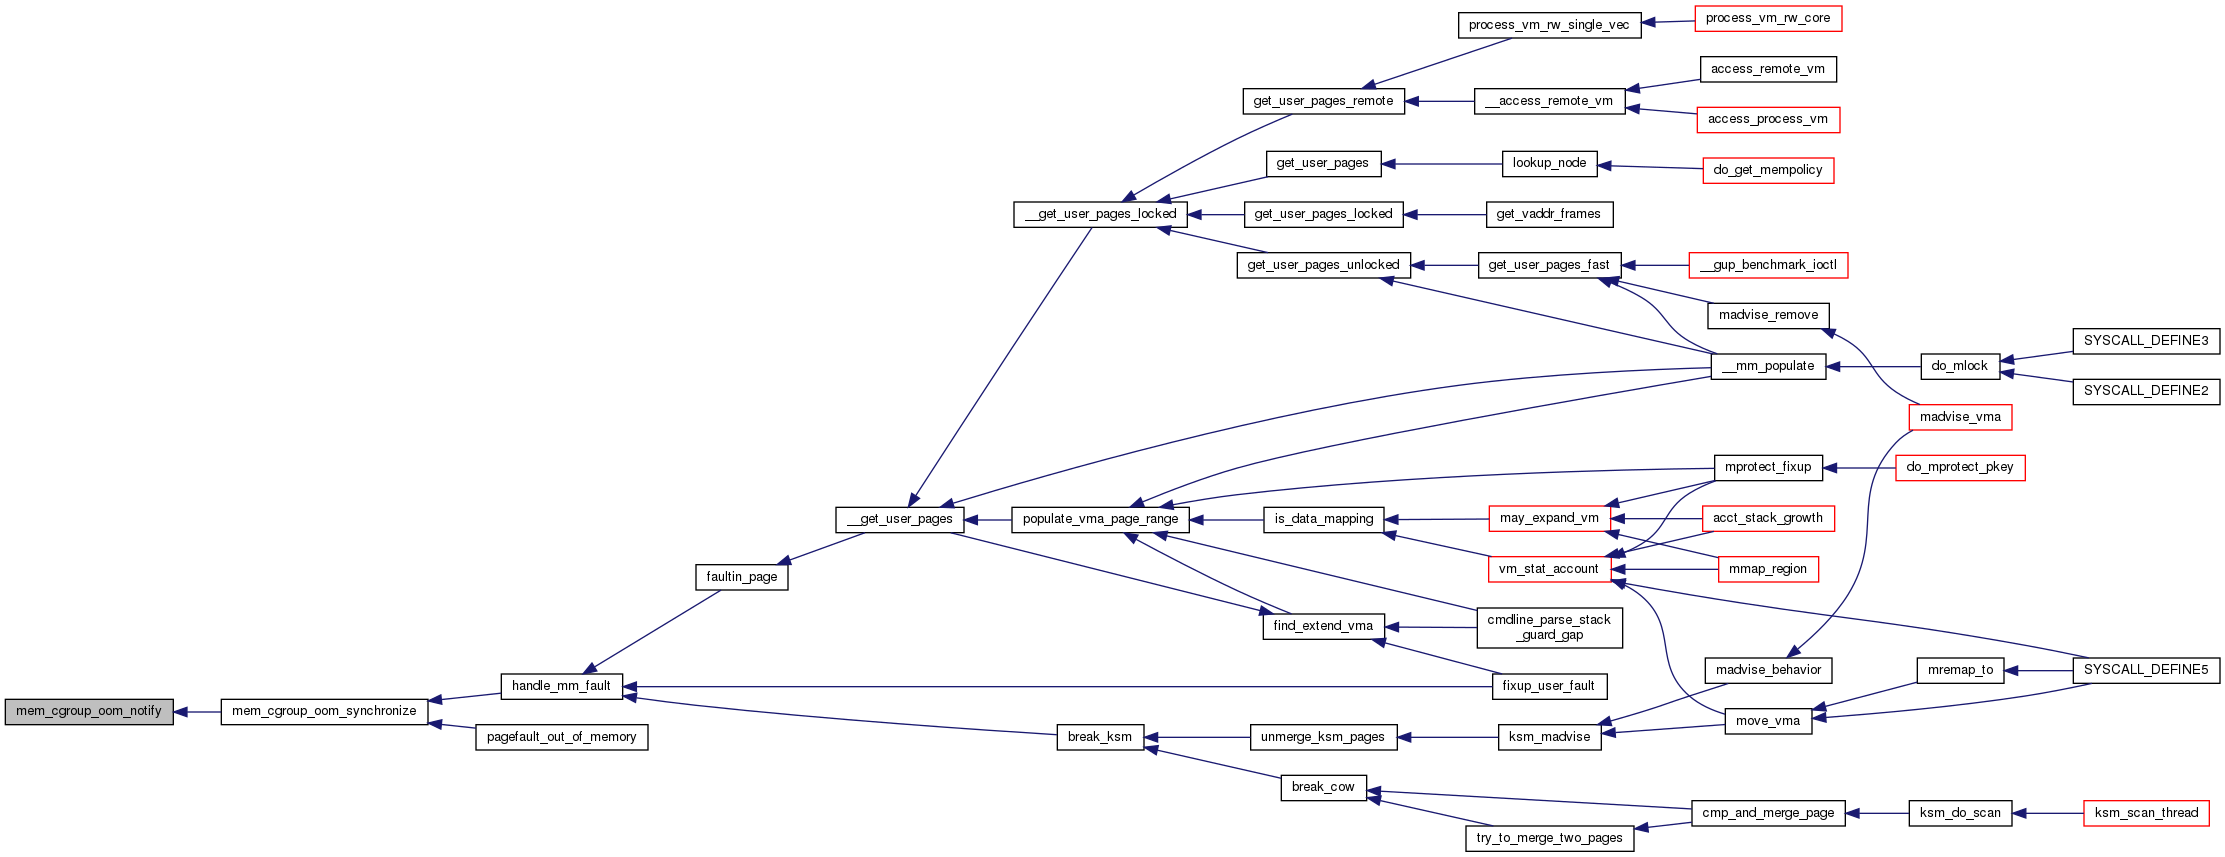 process_vm_rw_single_vec
process_vm_rw_core
access_remote_vm
get_user_pages_remote
__access_remote_vm
access_process_vm
get_user_pages
lookup_node
do_get_mempolicy
__get_user_pages_locked
get_user_pages_locked
get_vaddr_frames
get_user_pages_unlocked
get_user_pages_fast
__gup_benchmark_ioctl
madvise_remove
SYSCALL_DEFINE3
__mm_populate
do_mlock
SYSCALL_DEFINE2
madvise_vma
mprotect_fixup
do_mprotect_pkey
__get_user_pages
populate_vma_page_range
is_data_mapping
may_expand_vm
acct_stack_growth
faultin_page
vm_stat_account
mmap_region
find_extend_vma
cmdline_parse_stack
_guard_gap
madvise_behavior
mremap_to
SYSCALL_DEFINE5
handle_mm_fault
fixup_user_fault
mem_cgroup_oom_notify
mem_cgroup_oom_synchronize
move_vma
pagefault_out_of_memory
break_ksm
unmerge_ksm_pages
ksm_madvise
break_cow
cmp_and_merge_page
ksm_do_scan
ksm_scan_thread
try_to_merge_two_pages